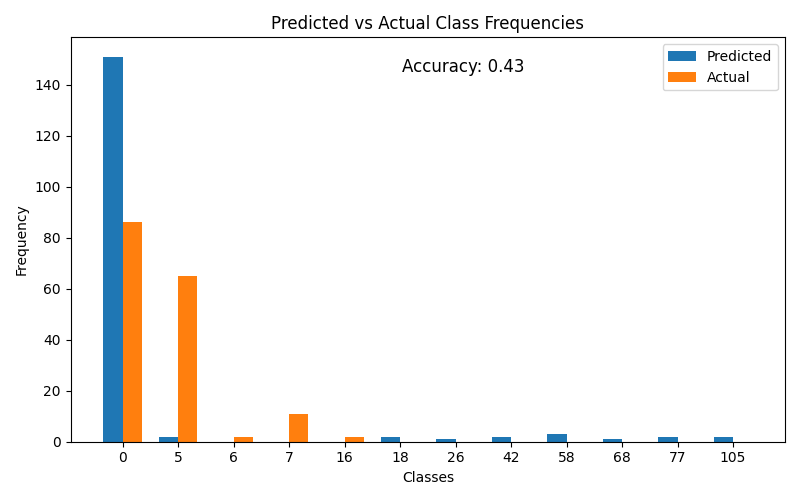 Predicted vs Actual Class Frequencies
Accuracy: 0.43
Predicted
Actual
Frequency
140
120
100
80
60
40
20
0
0 5 6 7 16 18 26 42 58 68 77 105
Classes